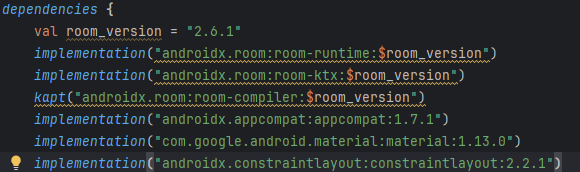 dependencies {
    val room_version = "2.6.1"
    implementation("androidx.room:room-runtime:$room_version")
    implementation("androidx.room:room-ktx:$room_version")
    kapt("androidx.room:room-compiler:$room_version")
    implementation("androidx.appcompat:appcompat:1.7.1")
    implementation("com.google.android.material:material:1.13.0")
    implementation("androidx.constraintlayout:constraintlayout:2.2.1")